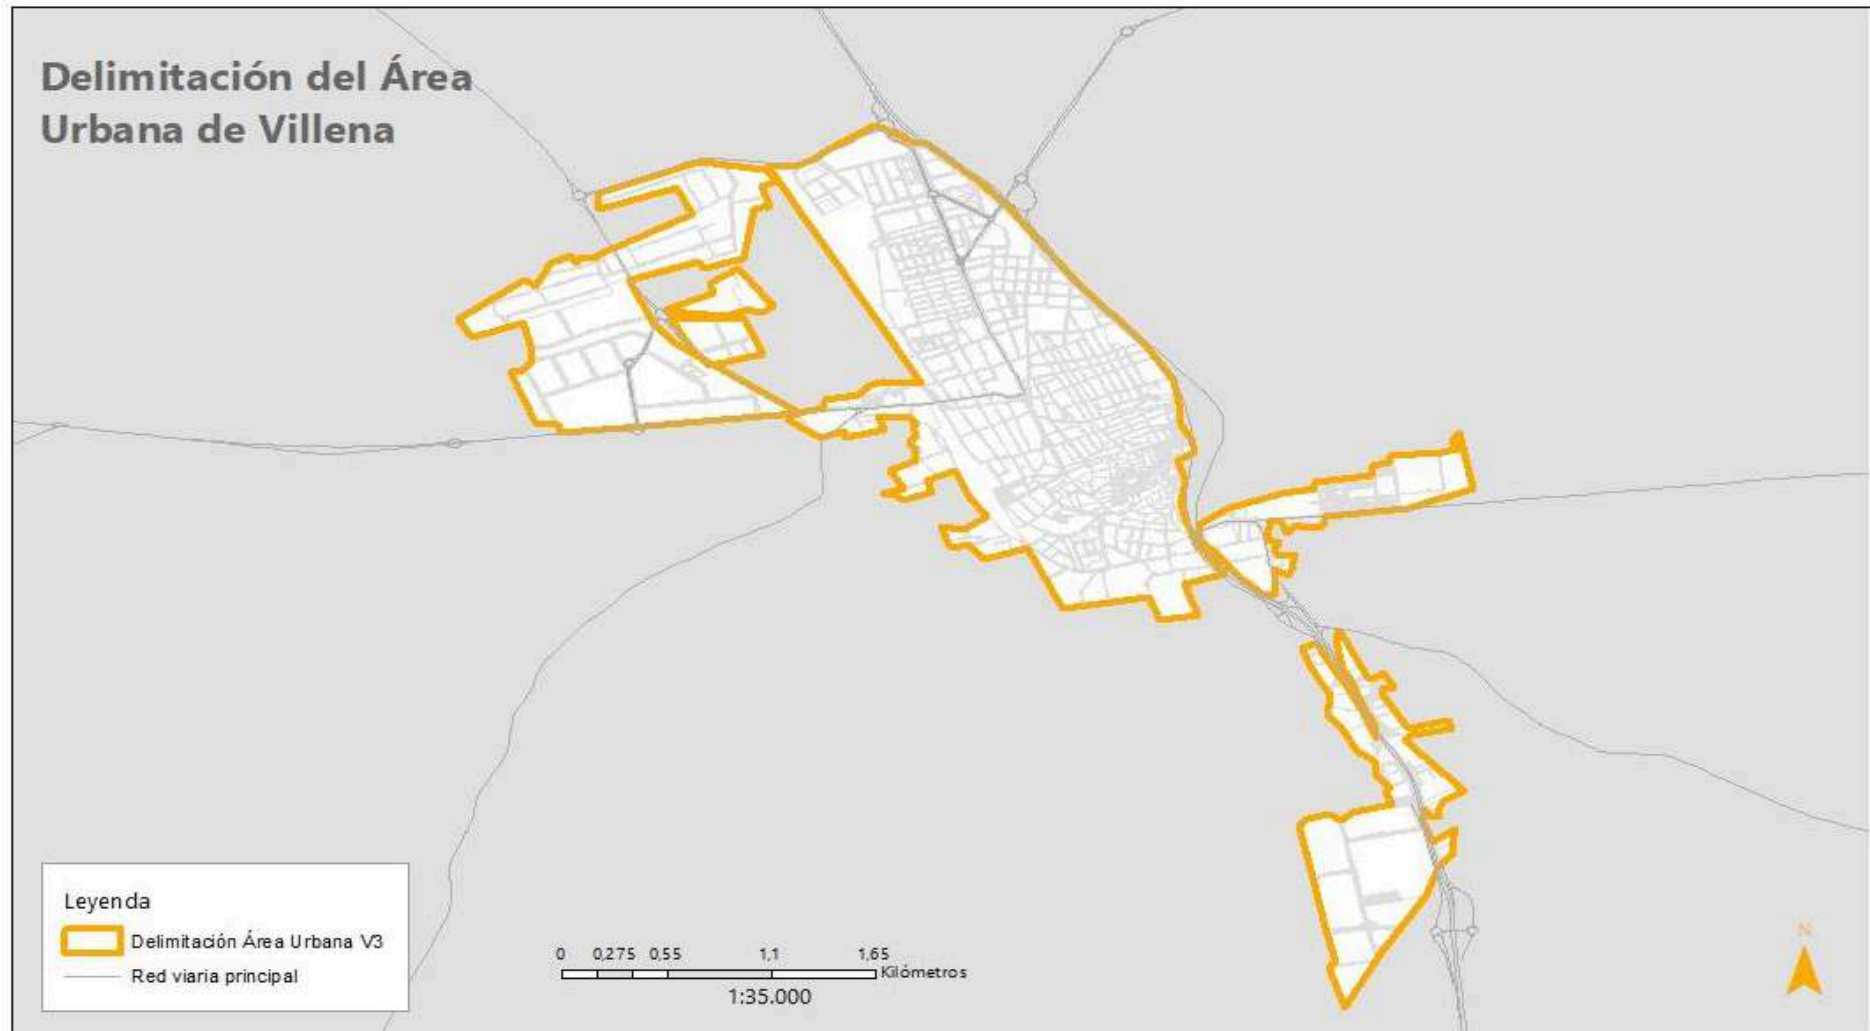 Delimitación del Área
Urbana de Villena
Leyenda
Delimitación Área Urbana V3
Red viaria principal
0 0,275 0,55 1,1 1,65
Kilómetros
1:35.000
N